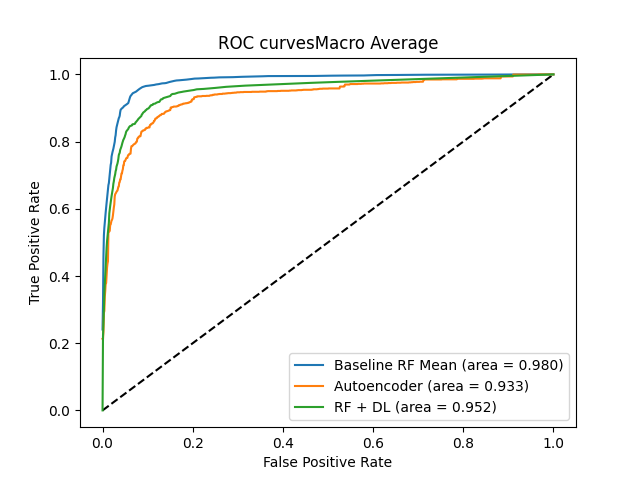 ROC curvesMacro Average
True Positive Rate
1.0
0.8
0.6
0.4
0.2
0.0
Baseline RF Mean (area = 0.980)
Autoencoder (area = 0.933)
RF + DL (area = 0.952)
0.0 0.2 0.4 0.6 0.8 1.0
False Positive Rate